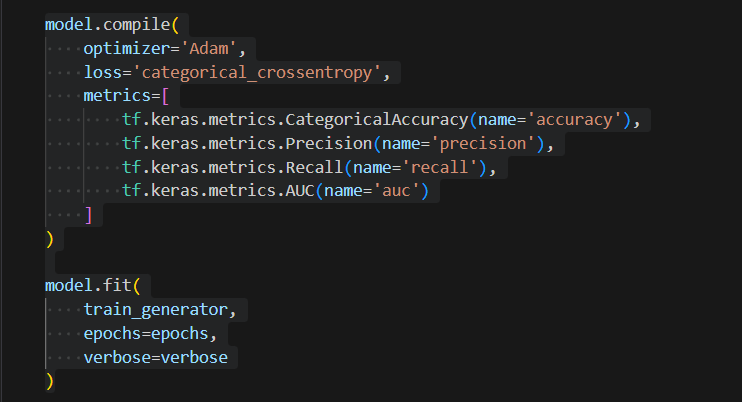 model.compile(
    optimizer='Adam',
    loss='categorical_crossentropy',
    metrics=[
        tf.keras.metrics.CategoricalAccuracy(name='accuracy'),
        tf.keras.metrics.Precision(name='precision'),
        tf.keras.metrics.Recall(name='recall'),
        tf.keras.metrics.AUC(name='auc')
    ]
)

model.fit(
    train_generator,
    epochs=epochs,
    verbose=verbose
)